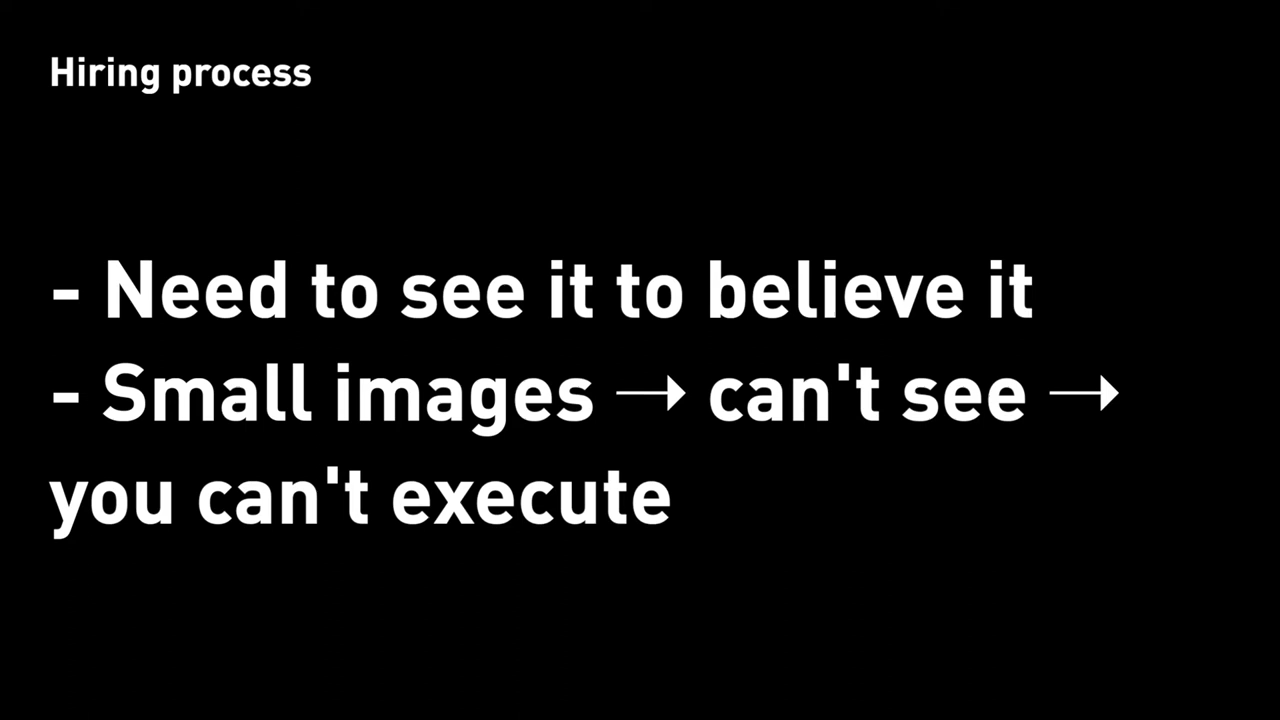 Hiring process
- Need to see it to believe it
- Small images → can't see →
you can't execute